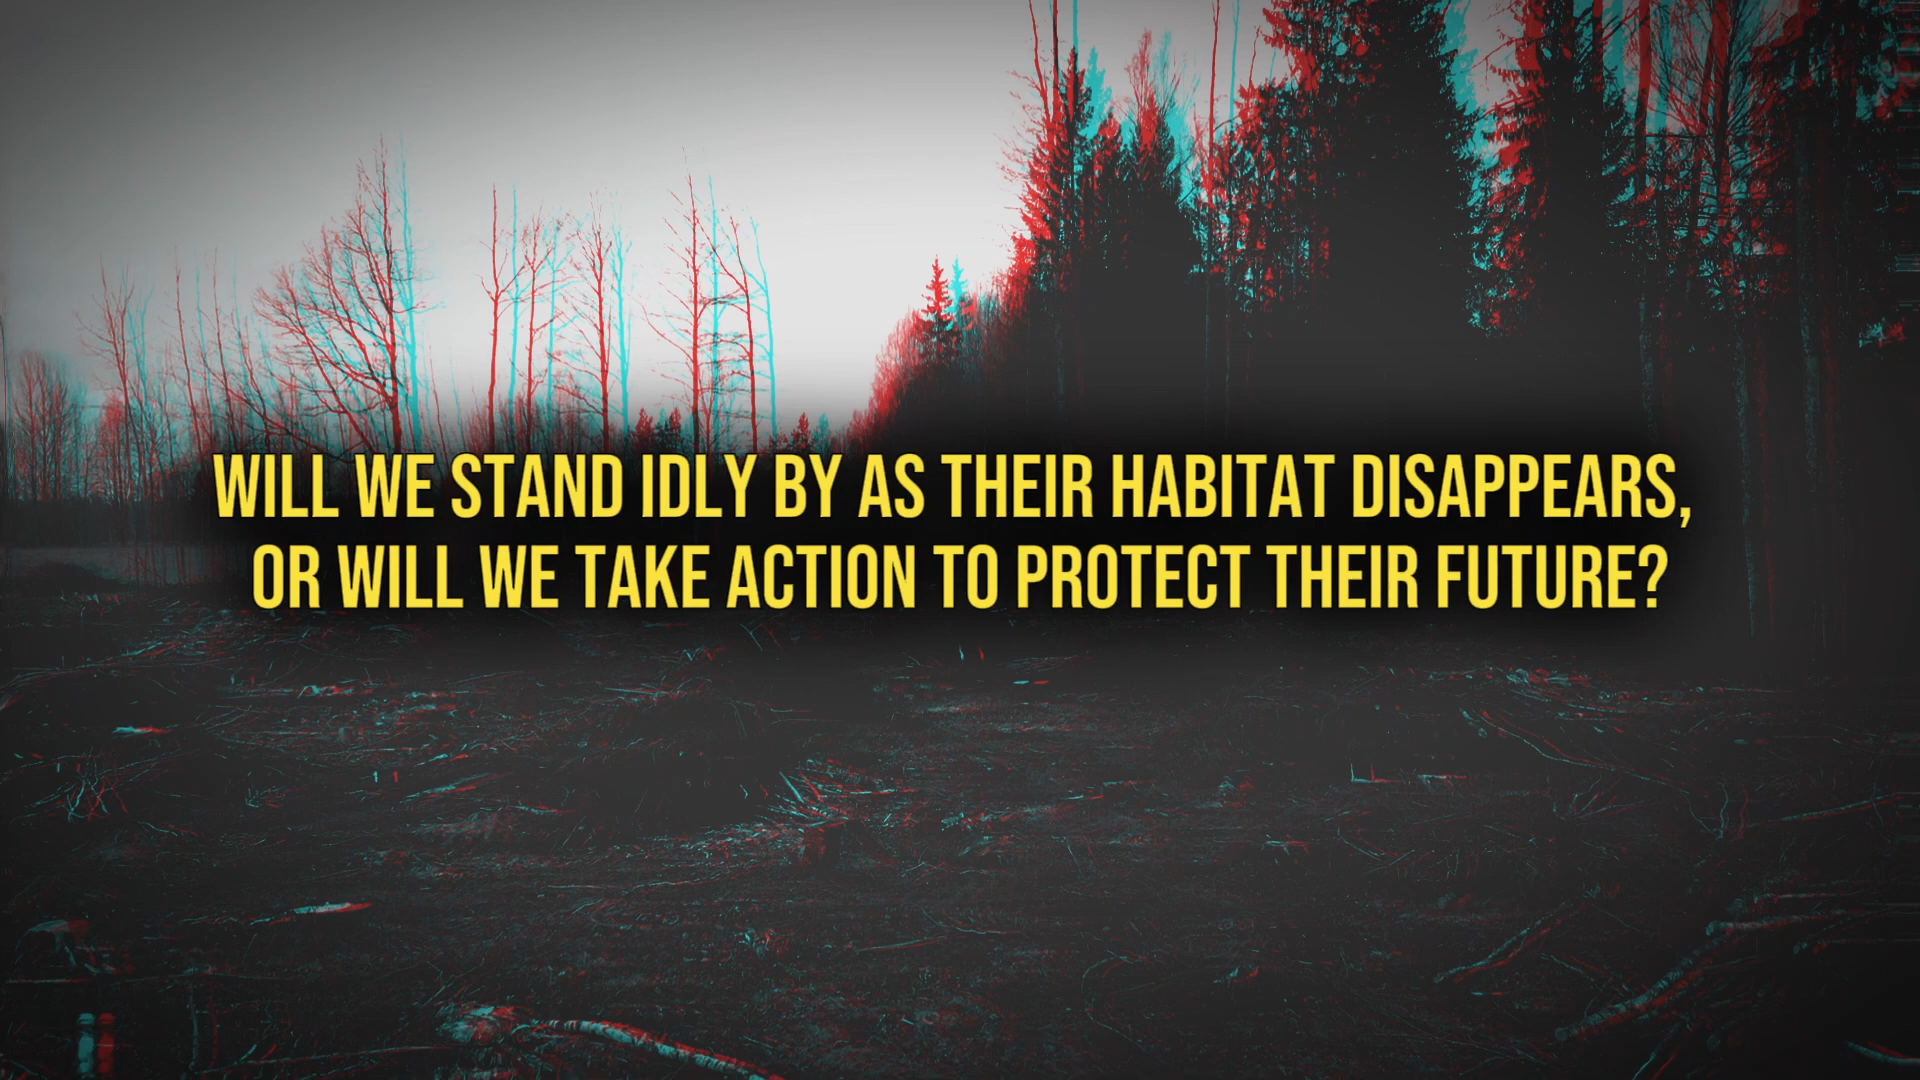 WILL WE STAND IDLY BY AS THEIR HABITAT DISAPPEARS,
OR WILL WE TAKE ACTION TO PROTECT THEIR FUTURE?